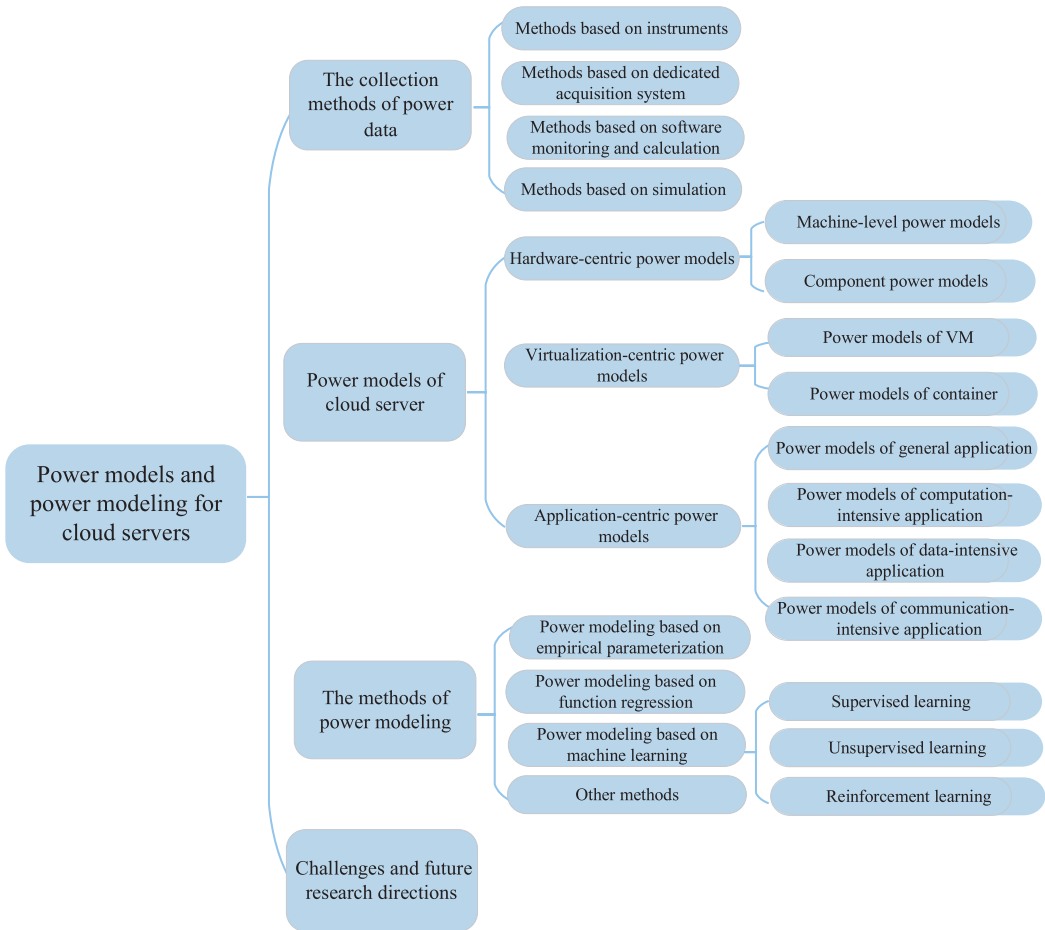 Power models and
power modeling for
cloud servers
The collection
methods of power
data
Methods based on instruments
Methods based on dedicated
acquisition system
Methods based on software
monitoring and calculation
Methods based on simulation
Power models of
cloud server
Hardware-centric power models
Machine-level power models
Component power models
Virtualization-centric power
models
Power models of VM
Power models of container
Application-centric power
models
Power models of general application
Power models of computation-
intensive application
Power models of data-intensive
application
Power models of communication-
intensive application
The methods of
power modeling
Power modeling based on
empirical parameterization
Power modeling based on
function regression
Power modeling based on
machine learning
Supervised learning
Unsupervised learning
Reinforcement learning
Other methods
Challenges and future
research directions